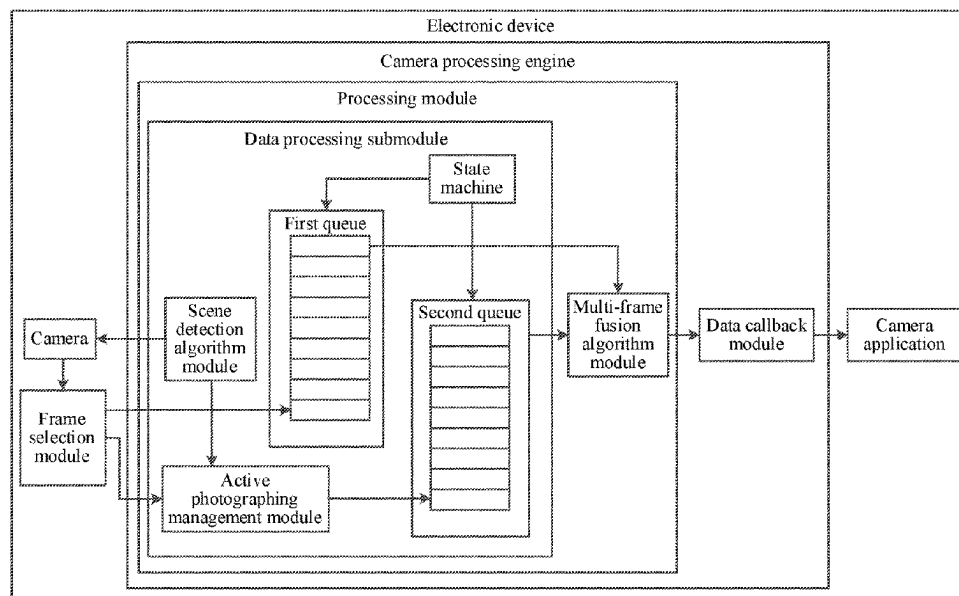 Electronic device
Camera processing engine
Processing module
Data processing submodule
State
machine
First queue
Scene
detection
algorithm
module
Second queue
Multi-frame
fusion
algorithm
module
Data callback
module
Camera
application
Camera
Frame
selection
module
Active
photographing
management module